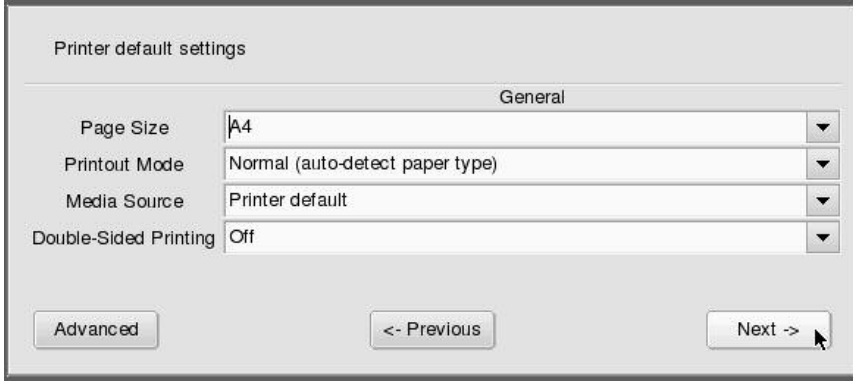 Printer default settings
General
Page Size A4
Printout Mode Normal (auto-detect paper type)
Media Source Printer default
Double-Sided Printing Off
Advanced <- Previous Next ->